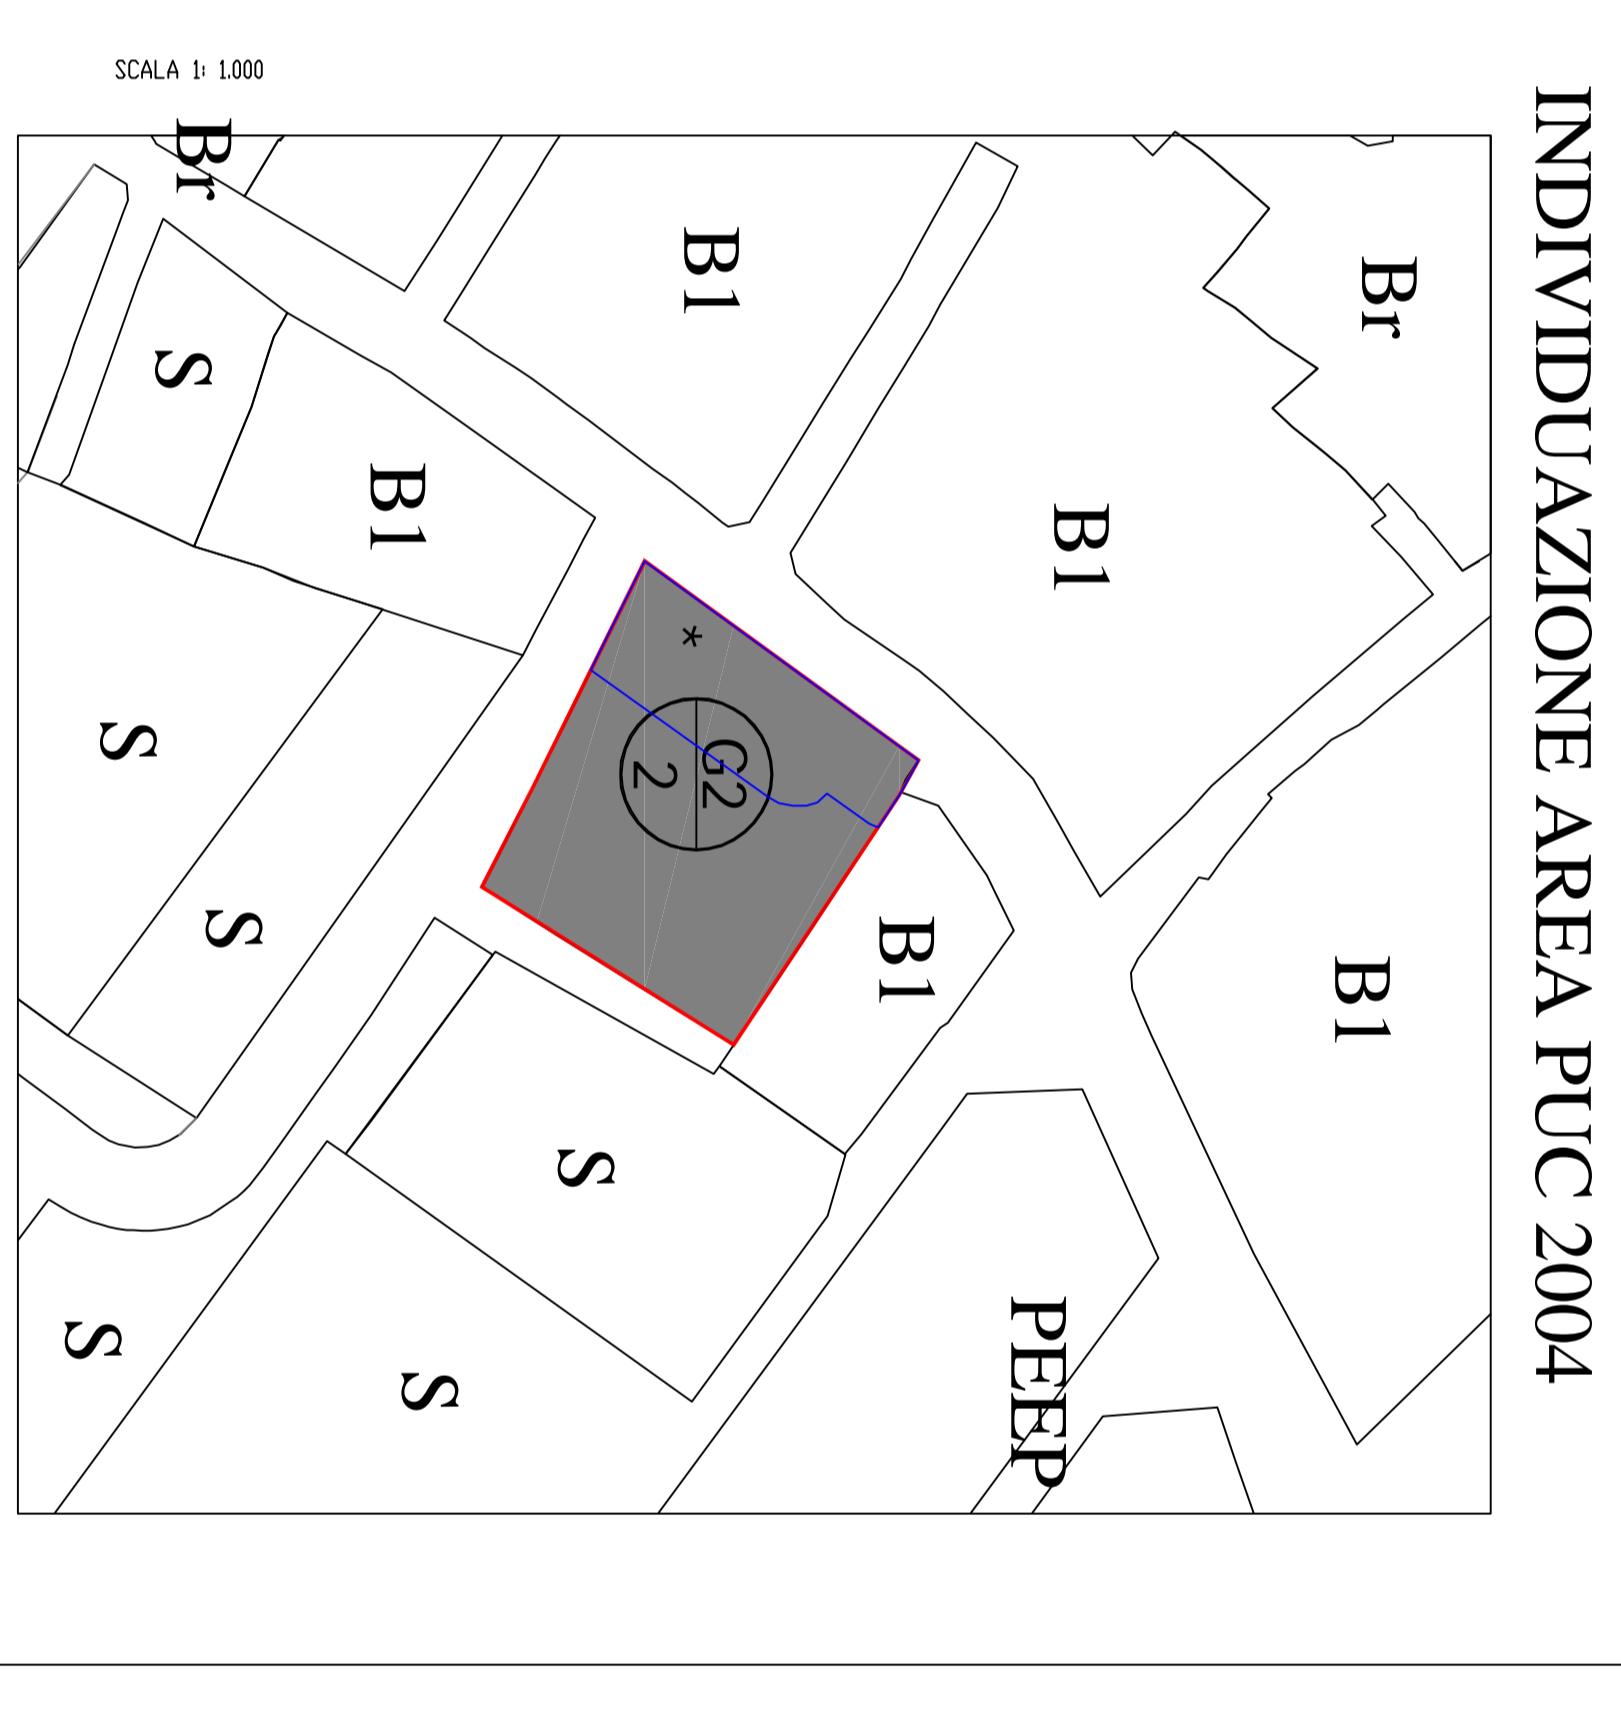 INDIVIDUAZIONE AREA PUC 2004
SCALA 1: 1.000
Br
Br
B1
S
B1
B1
*
G2
2
S
S
B1
B1
S
PEEP
S
S